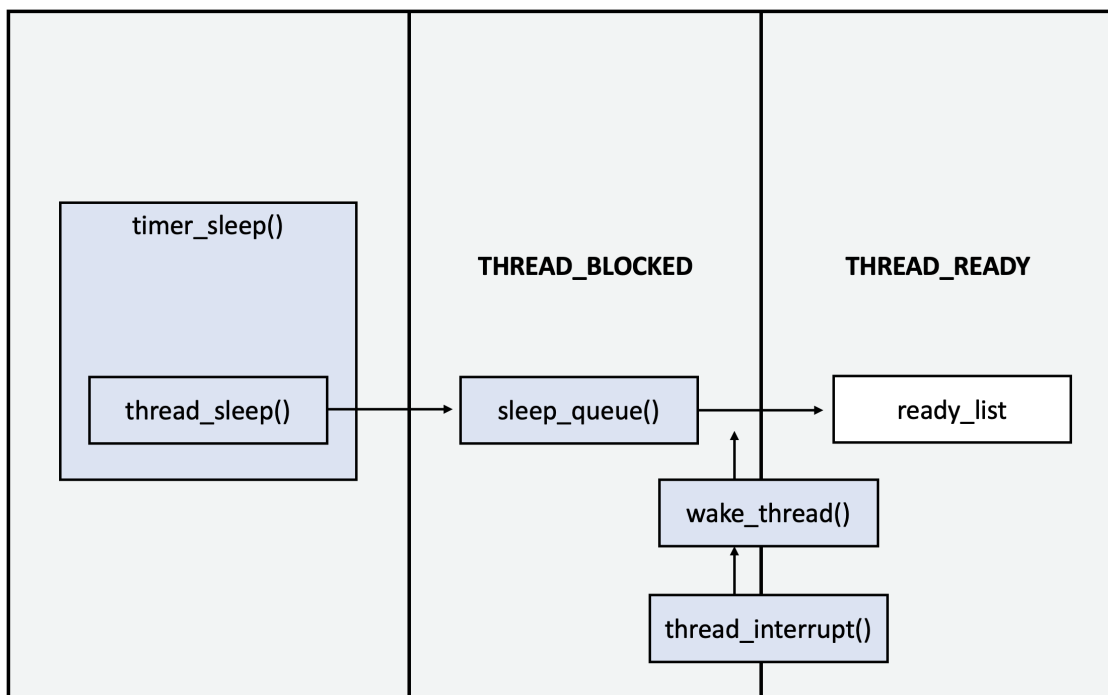 timer_sleep()
THREAD_BLOCKED
THREAD_READY
thread_sleep()
sleep_queue()
ready_list
wake_thread()
thread_interrupt()